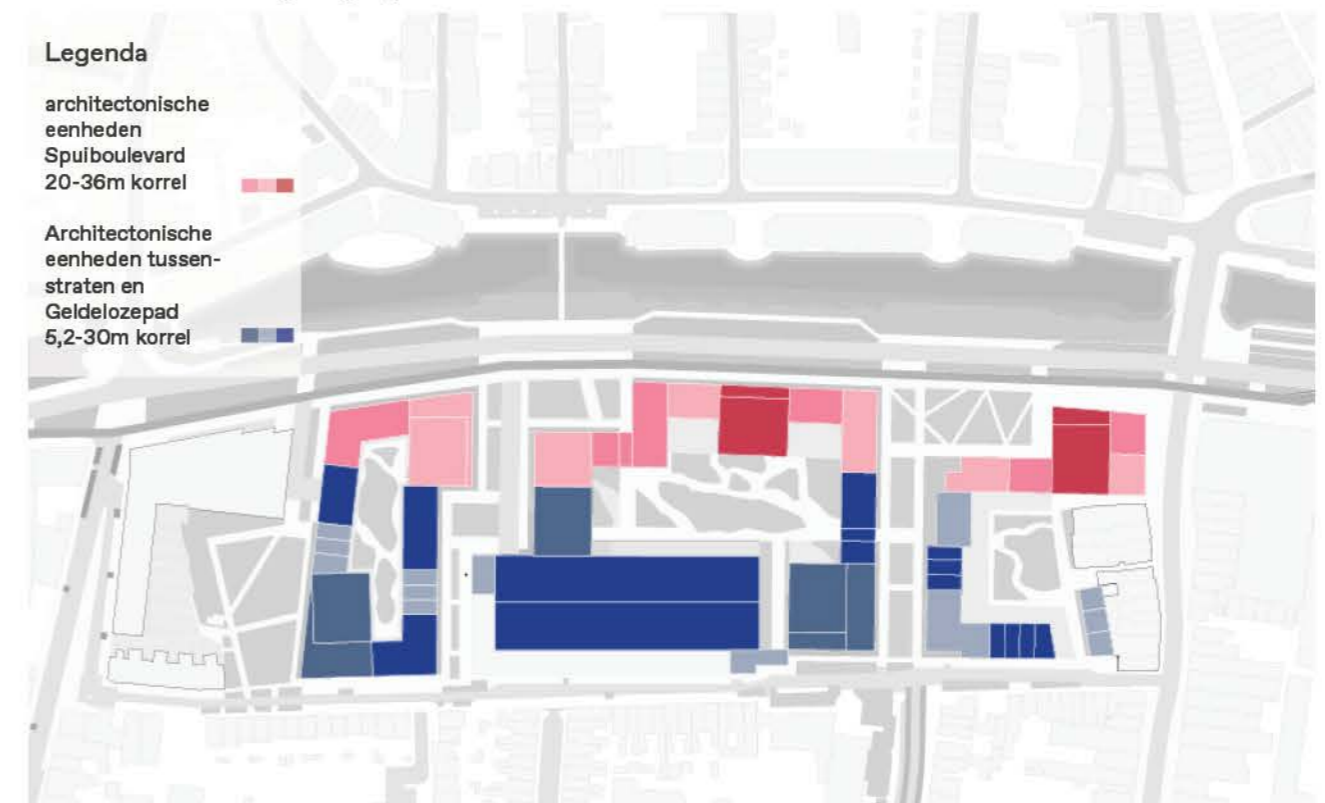 Legenda
architectonische
eenheden
Spuiboulevard
20-36m korrel
Architectonische
eenheden tussen-
straten en
Geldelozepad
5,2-30m korrel